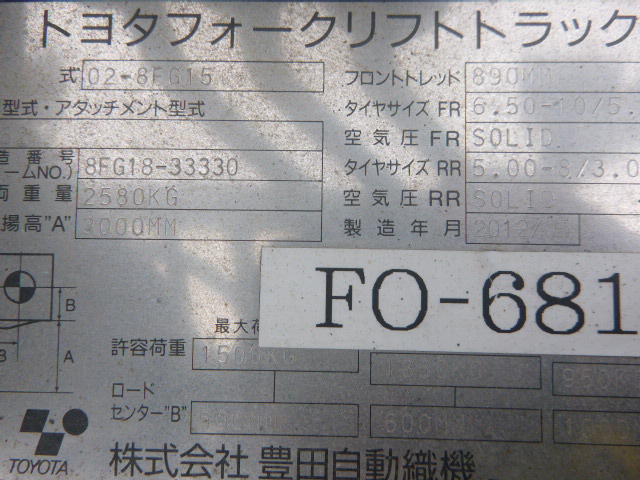 トヨタフォークリフトトラック
式 02-8FG15 フロントトレッド 890MM
型式・アタッチメント型式 タイヤサイズ FR 6.50-10/5.
空気圧 FR SOLID
造番号 8FG18-33330 タイヤサイズ RR 5.00-8/3.0
ームNO.)
両重量 2580KG 空気圧 RR SOLID
揚高"A" 3000MM 製造年月
FO-681
B
A
B
最大荷
許容荷重 1500KG
ロード
センター"B" 600M
TOYOTA 株式会社 豊田自動織機